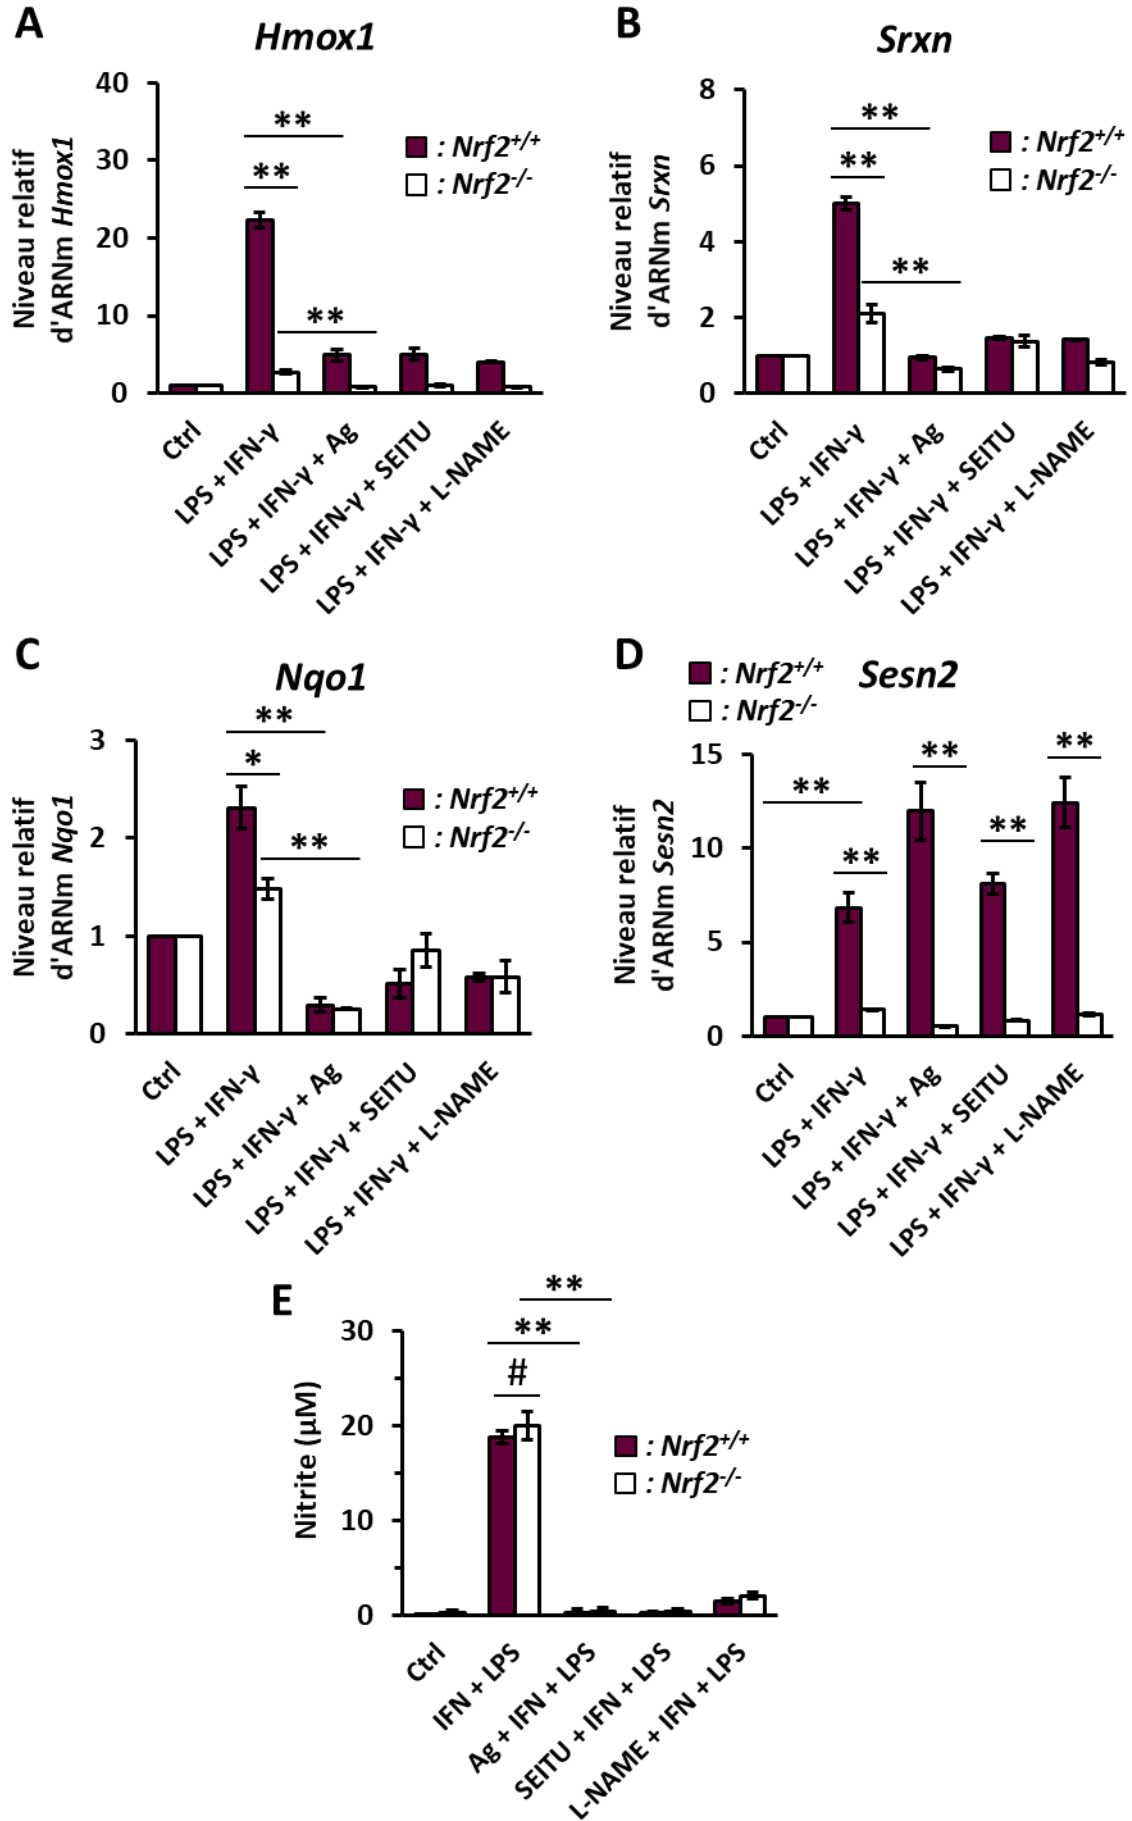 A
Hmox1
Niveau relatif
d'ARNm Hmox1
40
30
20
10
0
**
**
**
: Nrf2+/+
: Nrf2-/-
Ctrl
LPS + IFN-γ
LPS + IFN-γ + Ag
LPS + IFN-γ + SEITU
LPS + IFN-γ + L-NAME
B
Srxn
Niveau relatif
d'ARNm Srxn
8
6
4
2
0
**
**
**
: Nrf2+/+
: Nrf2-/-
Ctrl
LPS + IFN-γ
LPS + IFN-γ + Ag
LPS + IFN-γ + SEITU
LPS + IFN-γ + L-NAME
C
Nqo1
Niveau relatif
d'ARNm Nqo1
3
2
1
0
**
*
**
: Nrf2+/+
: Nrf2-/-
Ctrl
LPS + IFN-γ
LPS + IFN-γ + Ag
LPS + IFN-γ + SEITU
LPS + IFN-γ + L-NAME
D
: Nrf2+/+
: Nrf2-/-
Sesn2
Niveau relatif
d'ARNm Sesn2
15
10
5
0
**
**
**
**
**
Ctrl
LPS + IFN-γ
LPS + IFN-γ + Ag
LPS + IFN-γ + SEITU
LPS + IFN-γ + L-NAME
E
Nitrite (µM)
30
20
10
0
**
**
#
: Nrf2+/+
: Nrf2-/-
Ctrl
IFN + LPS
Ag + IFN + LPS
SEITU + IFN + LPS
L-NAME + IFN + LPS